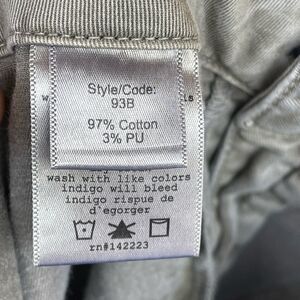 Style/Code:
93B
97% Cotton
3% PU
wash with like colors
indigo will bleed
indigo rispue de
d'egorger
rn#142223